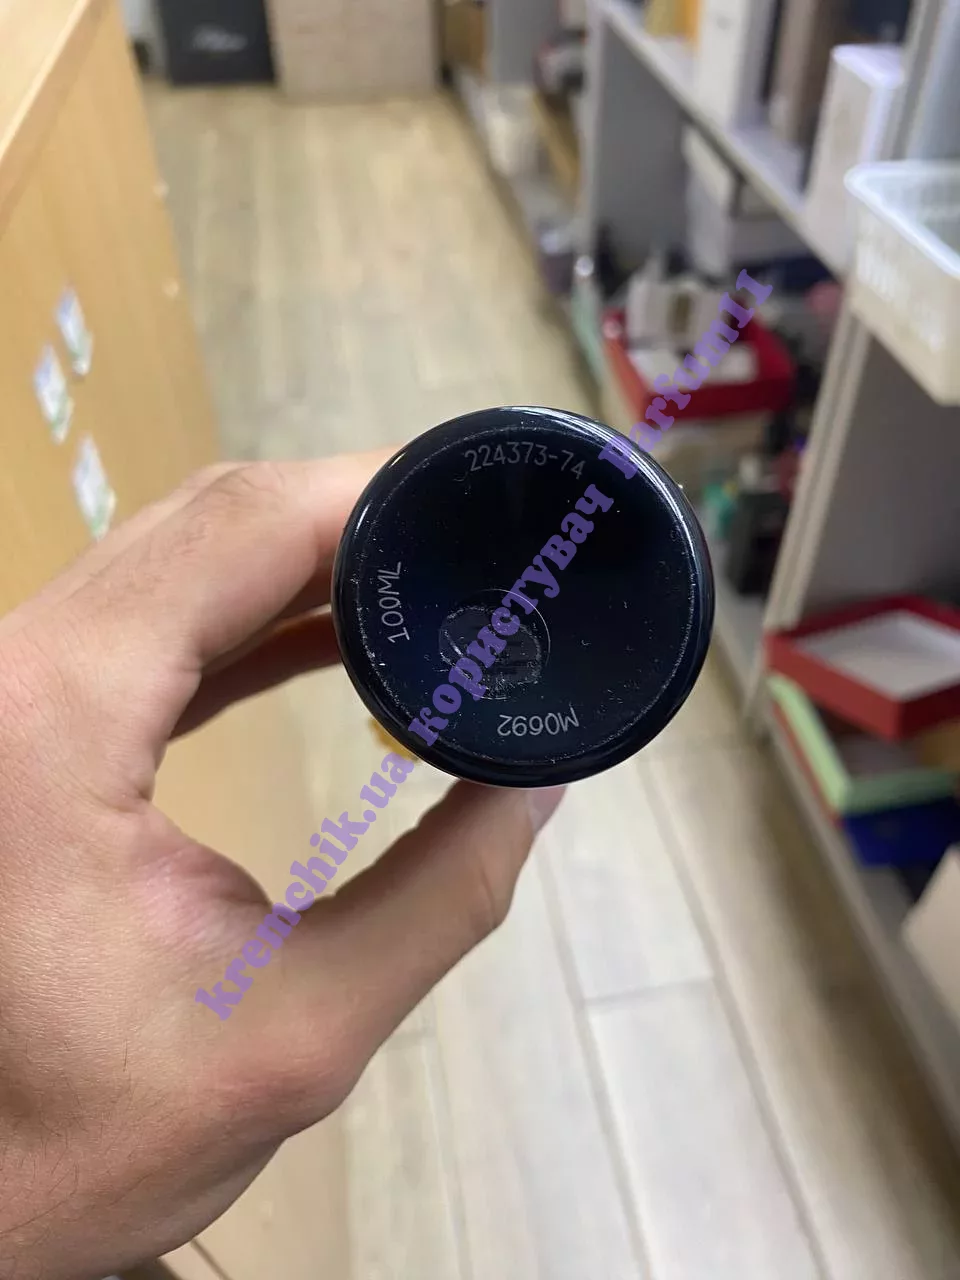 224373-74
100ML
M0692
kremchik.ua користувач Parfum11